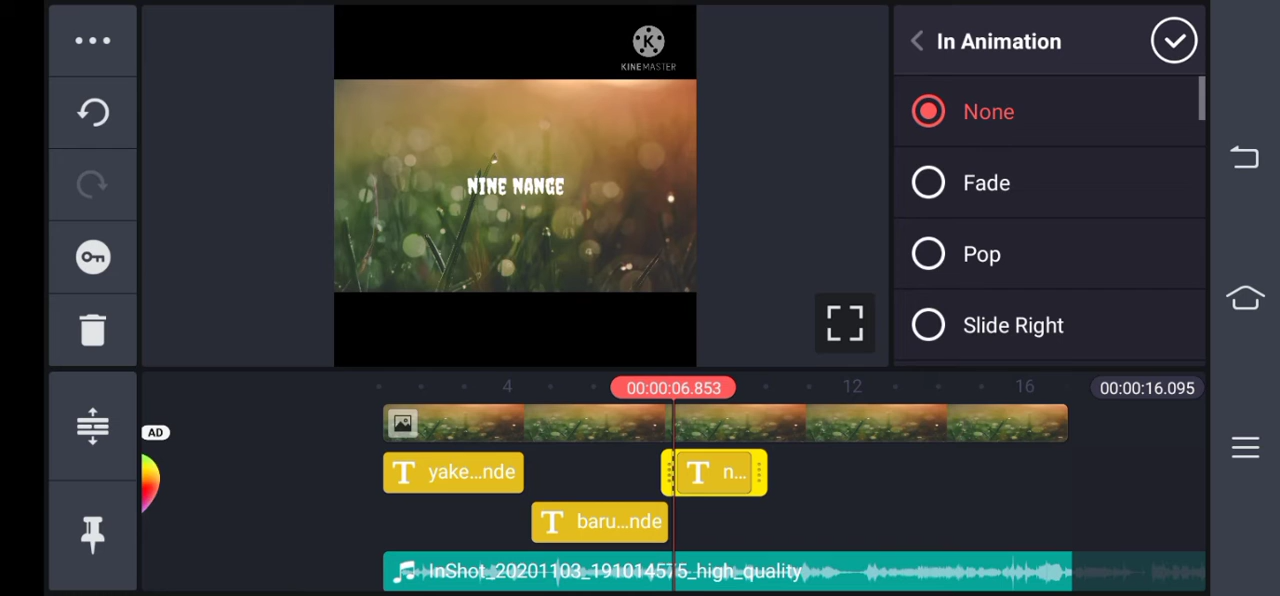 In Animation
KINEMASTER
None
Fade
NINE NANGE
Pop
Slide Right
4
00:00:06.853
12
16
00:00:16.095
AD
T yake...nde
T n...
T baru...nde
InShot_20201103_191014575_high_quality